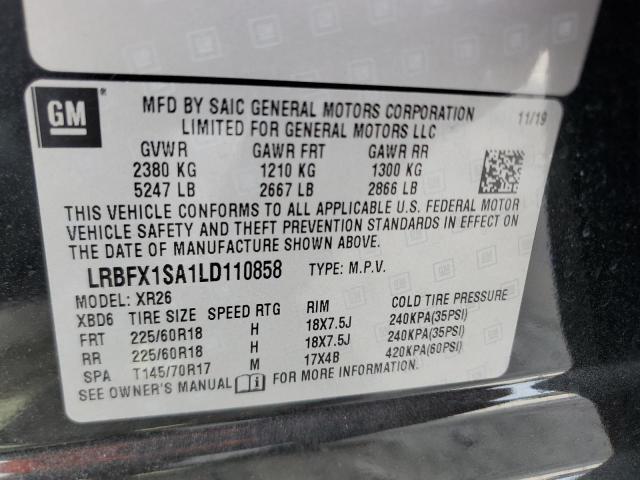 GM
MFD BY SAIC GENERAL MOTORS CORPORATION
LIMITED FOR GENERAL MOTORS LLC
11/19
GVWR GAWR FRT GAWR RR
2380 KG 1210 KG 1300 KG
5247 LB 2667 LB 2866 LB
THIS VEHICLE CONFORMS TO ALL APPLICABLE U.S. FEDERAL MOTOR
VEHICLE SAFETY AND THEFT PREVENTION STANDARDS IN EFFECT ON
THE DATE OF MANUFACTURE SHOWN ABOVE.
LRBFX1SA1LD110858 TYPE: M.P.V.
MODEL: XR26
XBD6 TIRE SIZE SPEED RTG RIM COLD TIRE PRESSURE
FRT 225/60R18 H 18X7.5J 240KPA(35PSI)
RR 225/60R18 H 18X7.5J 240KPA(35PSI)
SPA T145/70R17 M 17X4B 420KPA(60PSI)
SEE OWNER'S MANUAL FOR MORE INFORMATION.